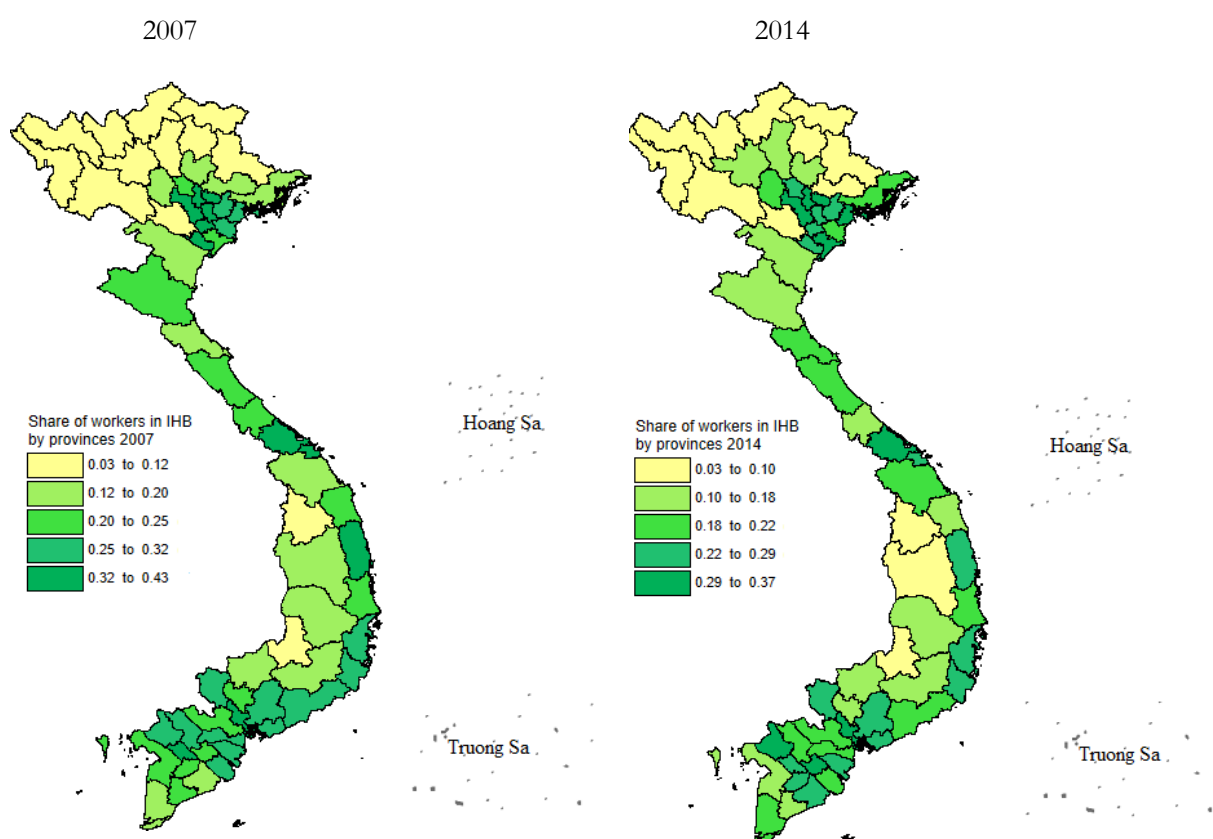 2007
2014
Share of workers in IHB
by provinces 2007
0.03 to 0.12
0.12 to 0.20
0.20 to 0.25
0.25 to 0.32
0.32 to 0.43
Hoang Sa
Truong Sa
Share of workers in IHB
by provinces 2014
0.03 to 0.10
0.10 to 0.18
0.18 to 0.22
0.22 to 0.29
0.29 to 0.37
Hoang Sa
Truong Sa